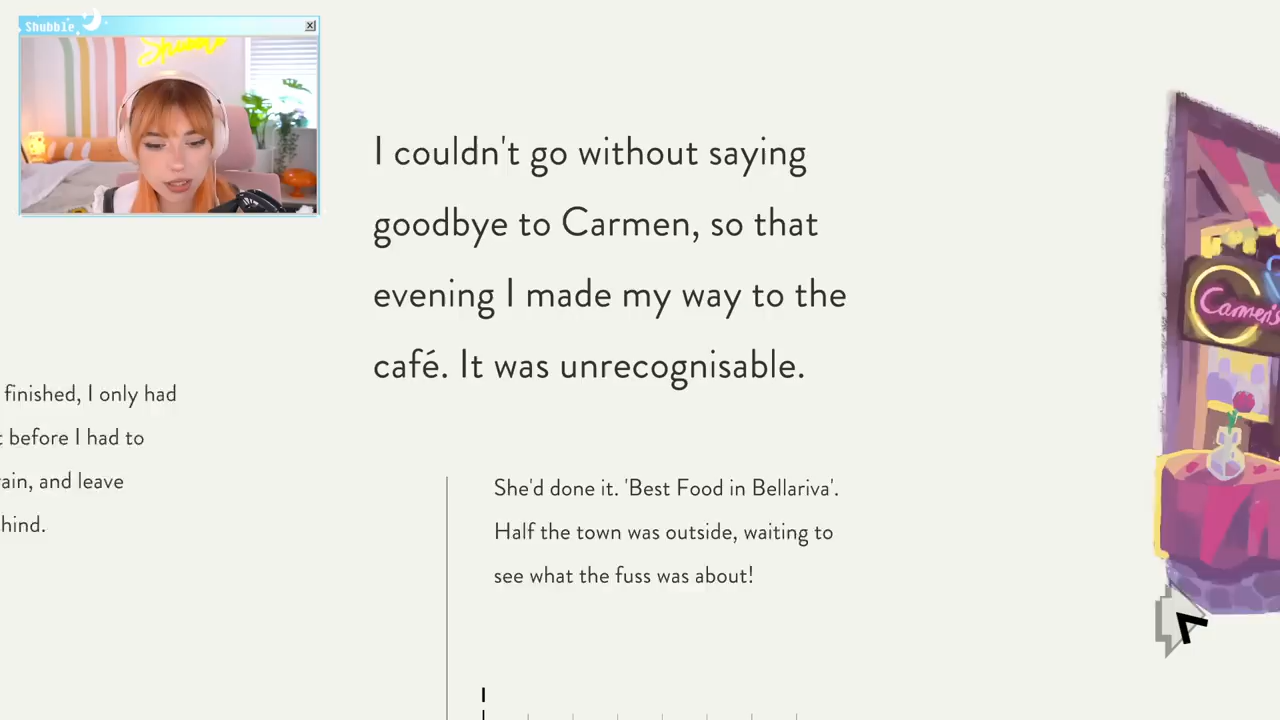 Shubble
Shubble
I couldn't go without saying
goodbye to Carmen, so that
evening I made my way to the
café. It was unrecognisable.
Carmen's
finished, I only had
before I had to
and leave
She'd done it. 'Best Food in Bellariva'.
Half the town was outside, waiting to
see what the fuss was about!